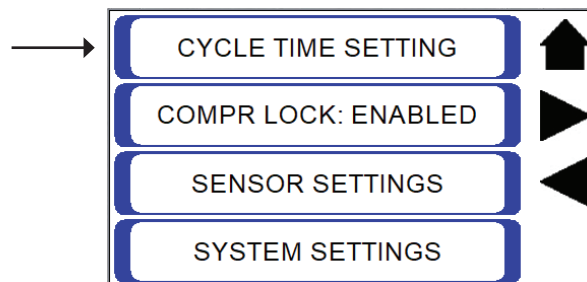 CYCLE TIME SETTING
COMPR LOCK: ENABLED
SENSOR SETTINGS
SYSTEM SETTINGS